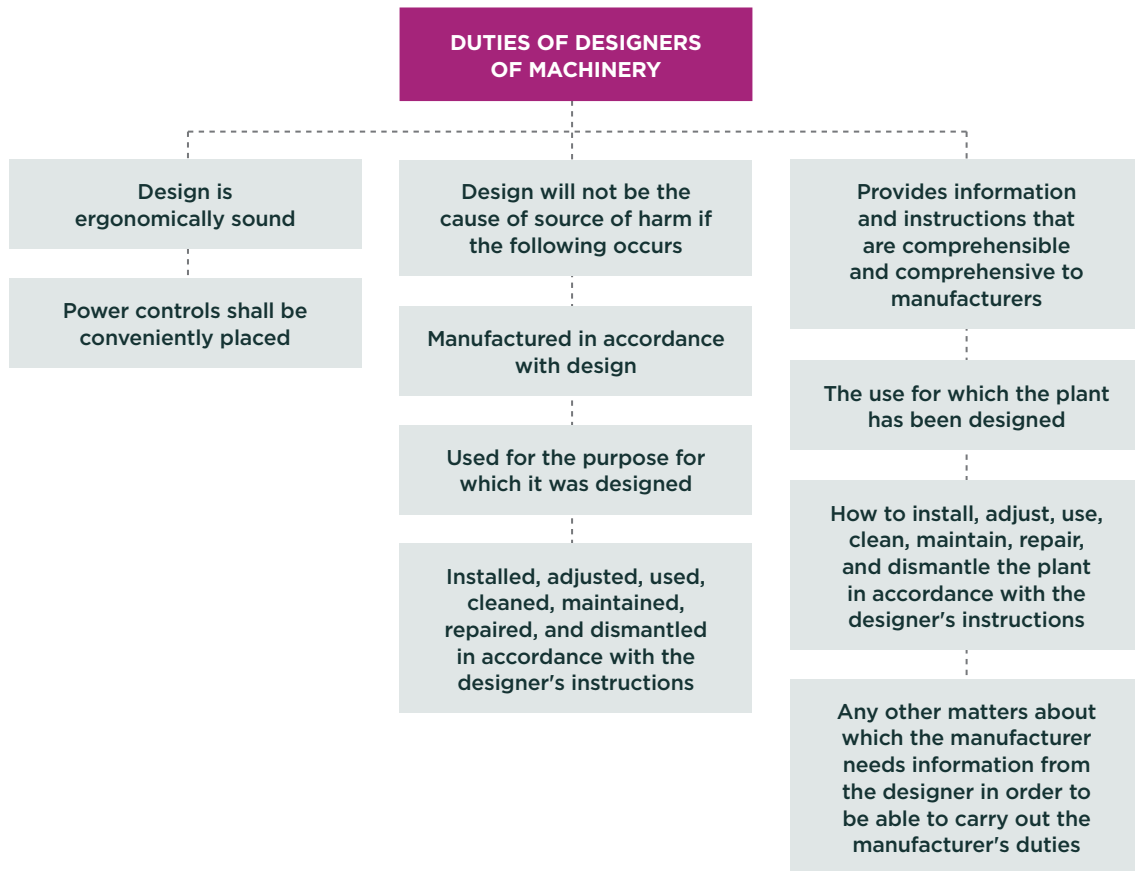 DUTIES OF DESIGNERS
OF MACHINERY
Design is
ergonomically sound
Power controls shall be
conveniently placed
Design will not be the
cause of source of harm if
the following occurs
Manufactured in accordance
with design
Used for the purpose for
which it was designed
Installed, adjusted, used,
cleaned, maintained,
repaired, and dismantled
in accordance with the
designer's instructions
Provides information
and instructions that
are comprehensible
and comprehensive to
manufacturers
The use for which the plant
has been designed
How to install, adjust, use,
clean, maintain, repair,
and dismantle the plant
in accordance with the
designer's instructions
Any other matters about
which the manufacturer
needs information from
the designer in order to
be able to carry out the
manufacturer's duties